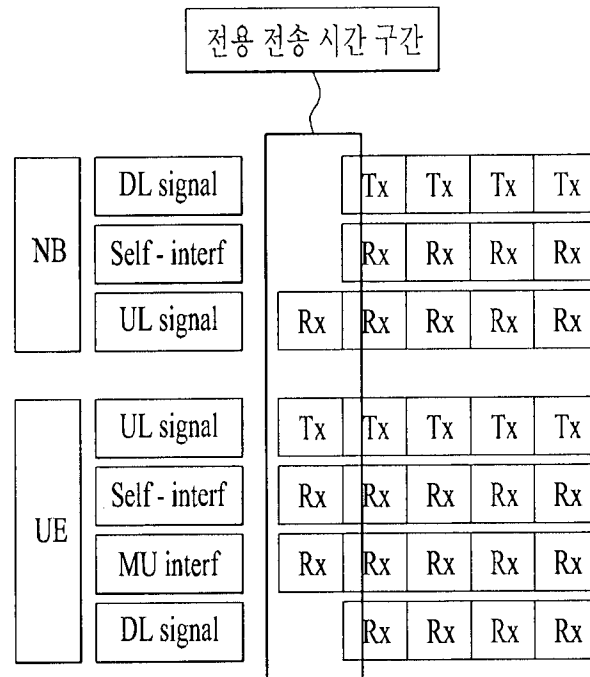 전용 전송 시간 구간
NB
DL signal
Tx Tx Tx Tx
Self - interf
Rx Rx Rx Rx
UL signal
Rx Rx Rx Rx Rx
UE
UL signal
Tx Tx Tx Tx Tx
Self - interf
Rx Rx Rx Rx Rx
MU interf
Rx Rx Rx Rx Rx
DL signal
Rx Rx Rx Rx